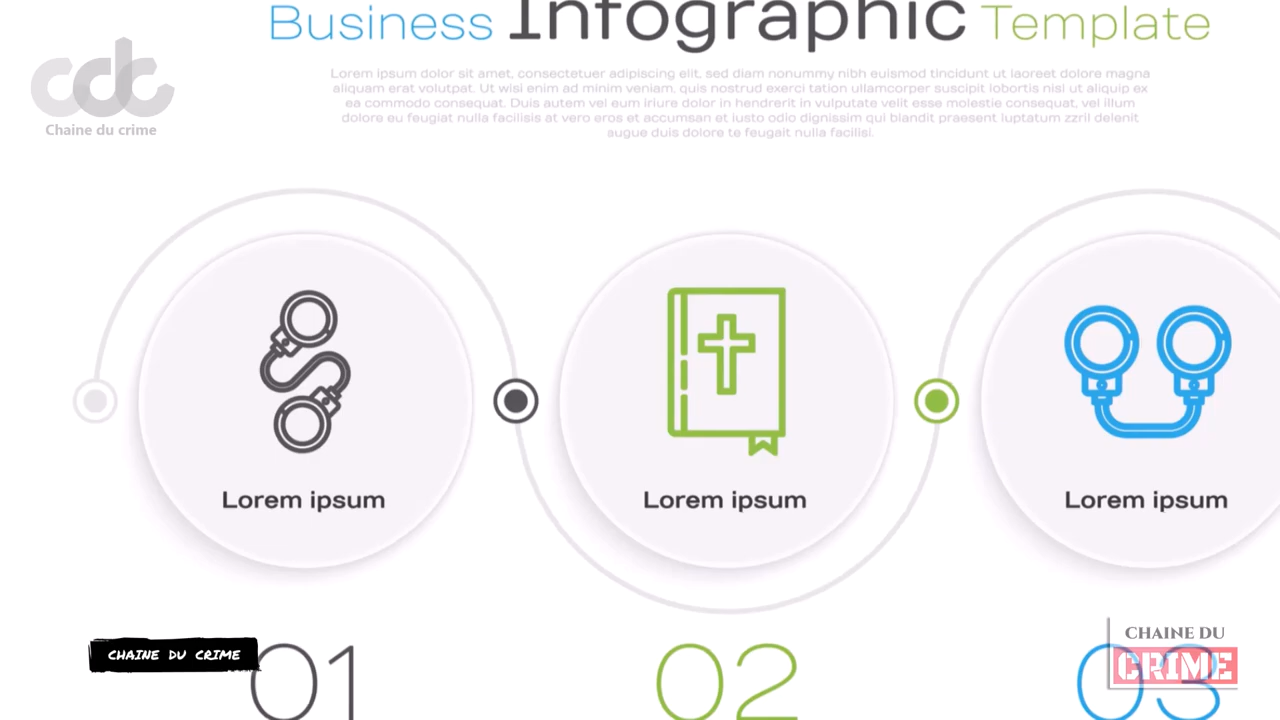 Business Infographic Template
Lorem ipsum dolor sit amet, consectetuer adipiscing elit, sed diam nonummy nibh euismod tincidunt ut laoreet dolore magna
aliquam erat volutpat. Ut wisi enim ad minim veniam, quis nostrud exerci tation ullamcorper suscipit lobortis nisl ut aliquip ex
ea commodo consequat. Duis autem vel eum iriure dolor in hendrerit in vulputate velit esse molestie consequat, vel illum
dolore eu feugiat nulla facilisis at vero eros et accumsan et iusto odio dignissim qui blandit praesent luptatum zzril delenit
augue duis dolore te feugait nulla facilisi.
cdc
Chaine du crime
Lorem ipsum
Lorem ipsum
Lorem ipsum
01
02
03
CHAINE DU CRIME
CHAINE DU
CRIME